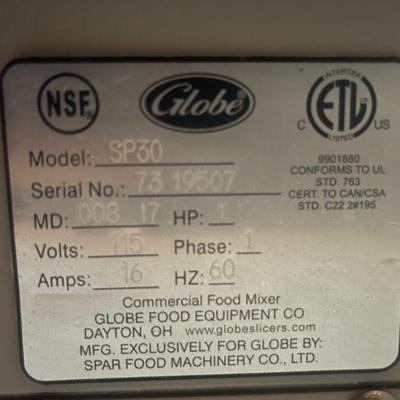 NSF
Globe
INTERTEK
C ETL US
LISTED
Model: SP30
9901880
CONFORMS TO UL
STD. 763
CERT. TO CAN/CSA
STD. C22 2#195
Serial No.: 73 19507
MD: 008 17 HP: 1
Volts: 115 Phase: 1
Amps: 16 HZ: 60
Commercial Food Mixer
GLOBE FOOD EQUIPMENT CO
DAYTON, OH www.globeslicers.com
MFG. EXCLUSIVELY FOR GLOBE BY:
SPAR FOOD MACHINERY CO., LTD.